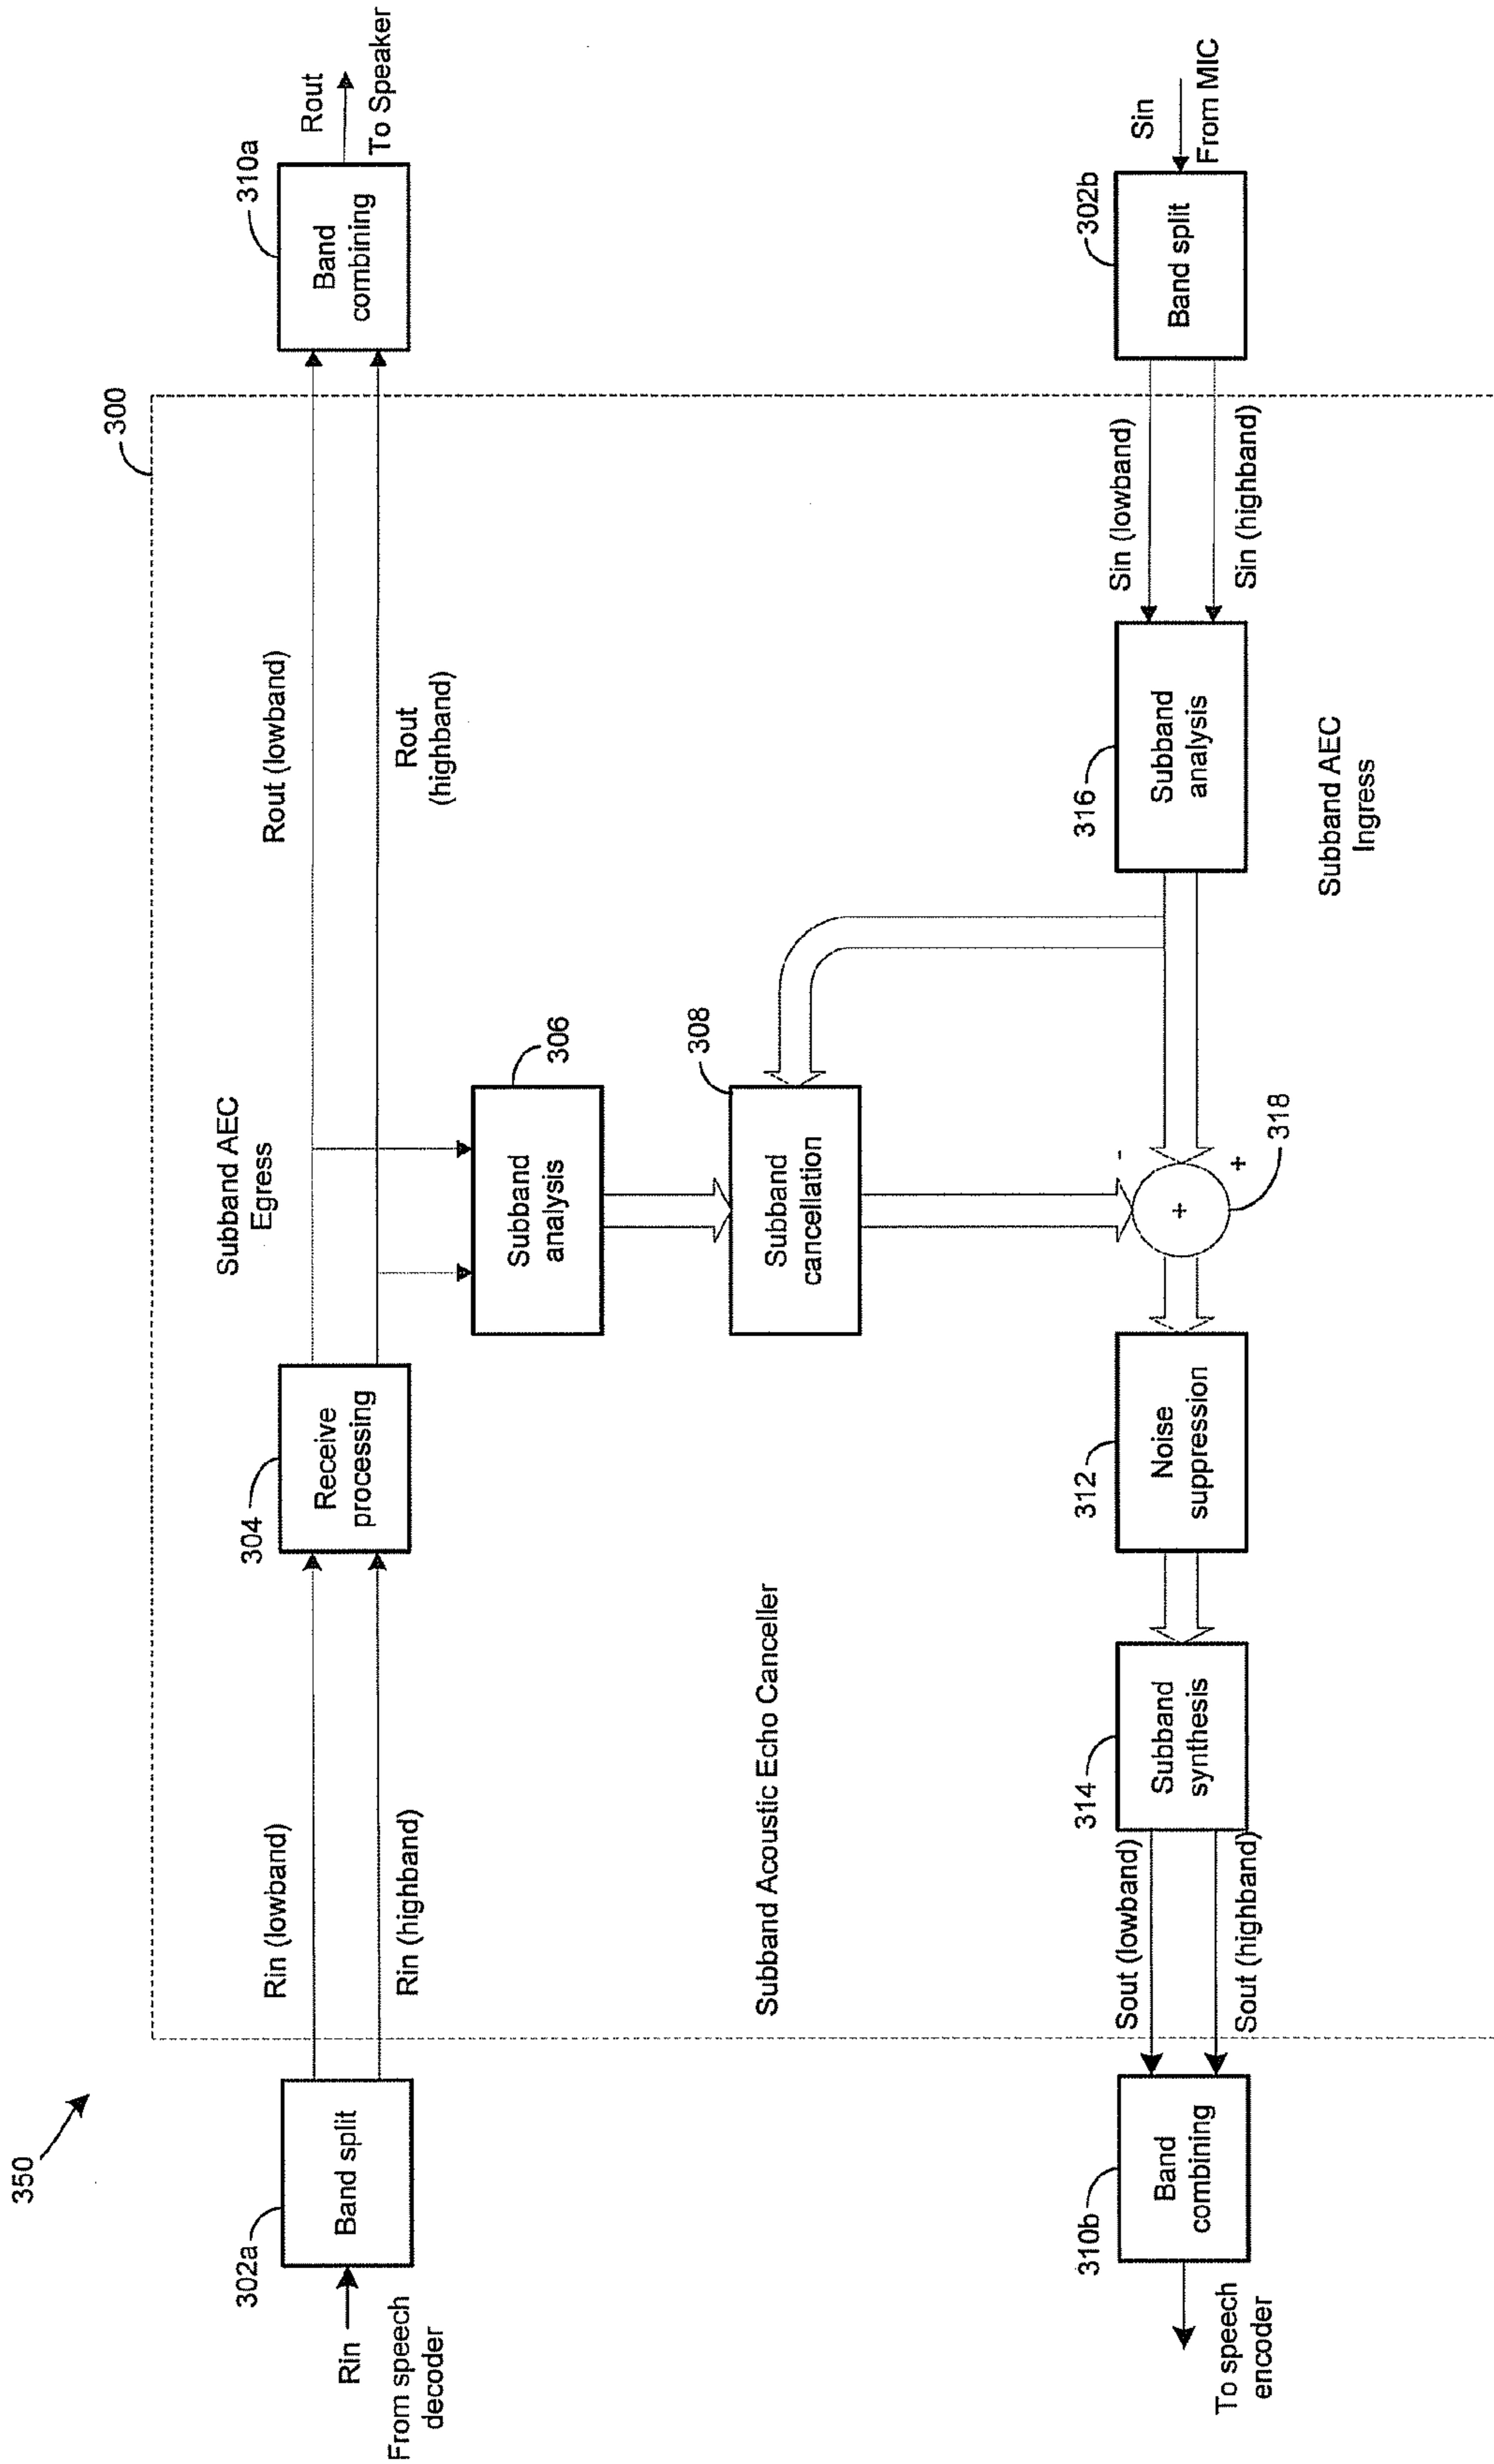 350
300
Rin
From speech
decoder
302a
Band split
Rin (lowband)
Rin (highband)
304
Receive
processing
Subband AEC
Egress
Rout (lowband)
Rout
(highband)
310a
Band
combining
Rout
To Speaker
306
Subband
analysis
308
Subband
cancellation
Subband Acoustic Echo Canceller
To speech
encoder
310b
Band
combining
Sout (lowband)
Sout (highband)
314
Subband
synthesis
312
Noise
suppression
-
+
+
318
316
Subband
analysis
Subband AEC
Ingress
Sin (lowband)
Sin (highband)
302b
Band split
Sin
From MIC